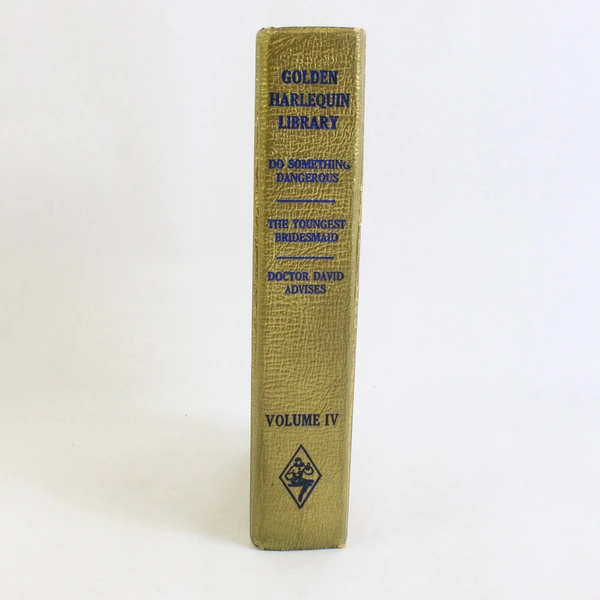 GOLDEN
HARLEQUIN
LIBRARY
DO SOMETHING
DANGEROUS
THE YOUNGEST
BRIDESMAID
DOCTOR DAVID
ADVISES
VOLUME IV